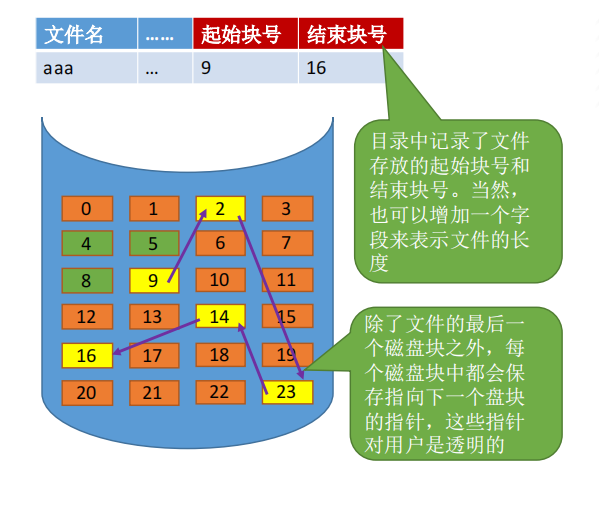 文件名 …… 起始块号 结束块号
aaa … 9 16
目录中记录了文件
存放的起始块号和
结束块号。当然，
也可以增加一个字
段来表示文件的长
度
0 1 2 3
4 5 6 7
8 9 10 11
12 13 14 15
16 17 18 19
20 21 22 23
除了文件的最后一
个磁盘块之外，每
个磁盘块中都会保
存指向下一个盘块
的指针，这些指针
对用户是透明的